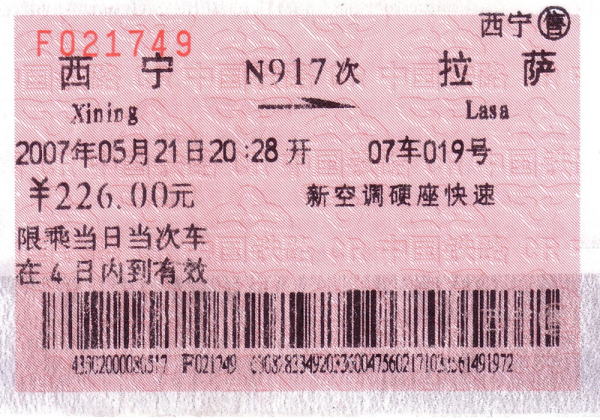 西宁售
F021749
西宁 N917次 拉萨
Xining Lasa
2007年05月21日20:28开 07车019号
￥226.00元 新空调硬座快速
限乘当日当次车
在4日内到有效
F021749